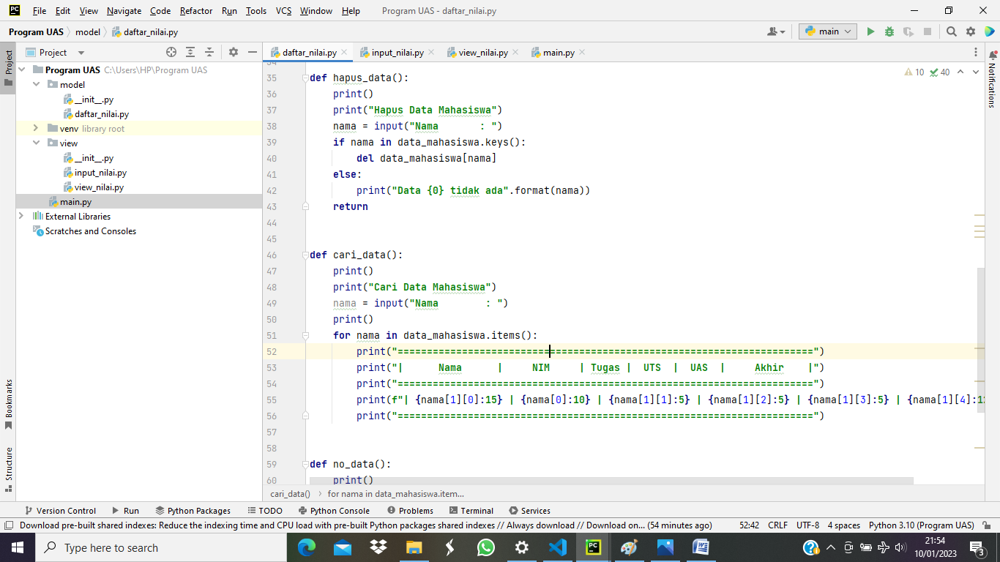 File Edit View Navigate Code Refactor Run Tools VCS Window Help Program UAS - daftar_nilai.py
Program UAS model daftar_nilai.py main
Project daftar_nilai.py input_nilai.py view_nilai.py main.py
Project
Bookmarks
Structure
Notifications
Program UAS C:\Users\HP\Program UAS
model
__init__.py
daftar_nilai.py
venv library root
view
__init__.py
input_nilai.py
view_nilai.py
main.py
External Libraries
Scratches and Consoles
10 40
34
35 def hapus_data():
36 print()
37 print("Hapus Data Mahasiswa")
38 nama = input("Nama       : ")
39 if nama in data_mahasiswa.keys():
40 del data_mahasiswa[nama]
41 else:
42 print("Data {0} tidak ada".format(nama))
43 return
44
45
46 def cari_data():
47 print()
48 print("Cari Data Mahasiswa")
49 nama = input("Nama        : ")
50 print()
51 for nama in data_mahasiswa.items():
52 print("=======================================================================")
53 print("|      Nama      |     NIM     | Tugas |  UTS  |  UAS  |     Akhir    |")
54 print("=======================================================================")
55 print(f"| {nama[1][0]:15} | {nama[0]:10} | {nama[1][1]:5} | {nama[1][2]:5} | {nama[1][3]:5} | {nama[1][4]:1
56 print("=======================================================================")
57
58
59 def no_data():
60 print()
cari_data() for nama in data_mahasiswa.item...
Version Control Run Python Packages TODO Python Console Problems Terminal Services
Download pre-built shared indexes: Reduce the indexing time and CPU load with pre-built Python packages shared indexes // Always download // Download on... (54 minutes ago) 52:42 CRLF UTF-8 4 spaces Python 3.10 (Program UAS)
Type here to search
21:54
10/01/2023
3